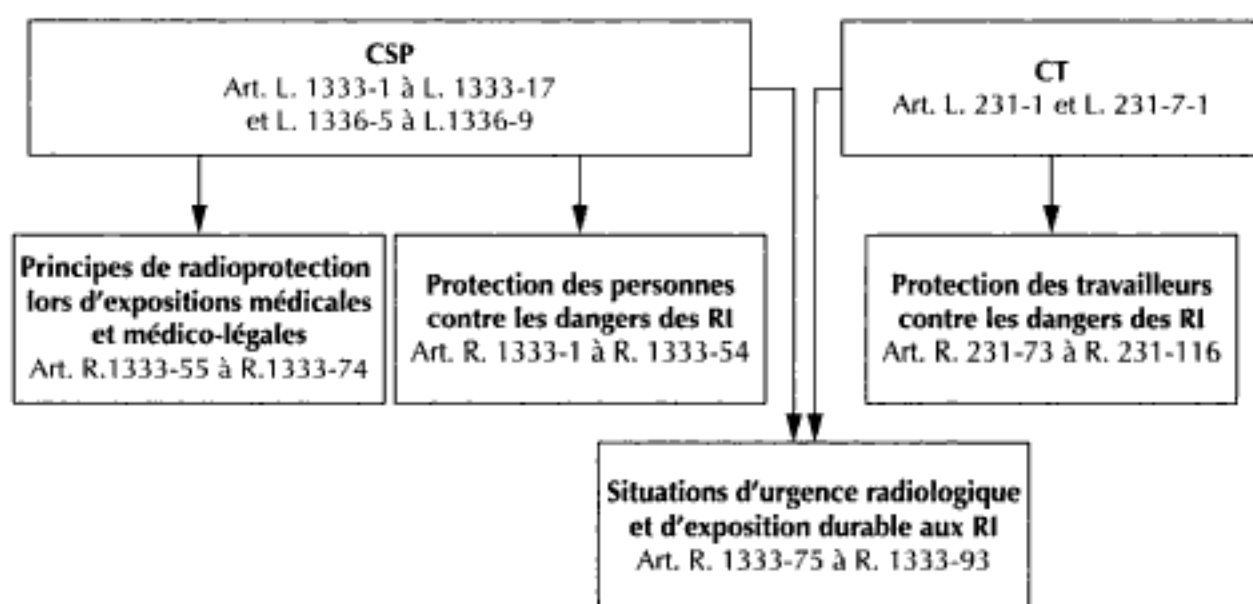 CSP
Art. L. 1333-1 à L. 1333-17
et L. 1336-5 à L.1336-9
CT
Art. L. 231-1 et L. 231-7-1
Principes de radioprotection
lors d'expositions médicales
et médico-légales
Art. R.1333-55 à R.1333-74
Protection des personnes
contre les dangers des RI
Art. R. 1333-1 à R. 1333-54
Protection des travailleurs
contre les dangers des RI
Art. R. 231-73 à R. 231-116
Situations d'urgence radiologique
et d'exposition durable aux RI
Art. R. 1333-75 à R. 1333-93